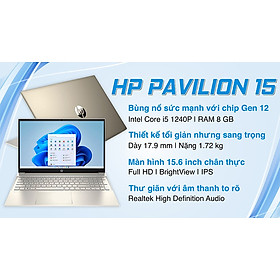 HP PAVILION 15
Bùng nổ sức mạnh với chip Gen 12
Intel Core i5 1240P I RAM 8 GB
Thiết kế tối giản nhưng sang trọng
Dày 17.9 mm I Nặng 1.72 kg
Màn hình 15.6 inch chân thực
Full HD I BrightView I IPS
Thư giãn với âm thanh to rõ
Realtek High Definition Audio